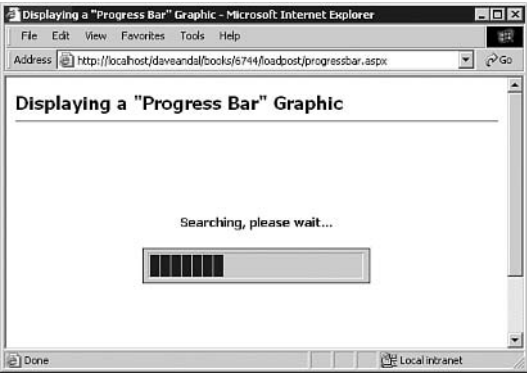 Displaying a "Progress Bar" Graphic - Microsoft Internet Explorer
File Edit View Favorites Tools Help
Address http://localhost/daveandal/books/6744/loadpost/progressbar.aspx Go
Displaying a "Progress Bar" Graphic
Searching, please wait...
Done Local intranet